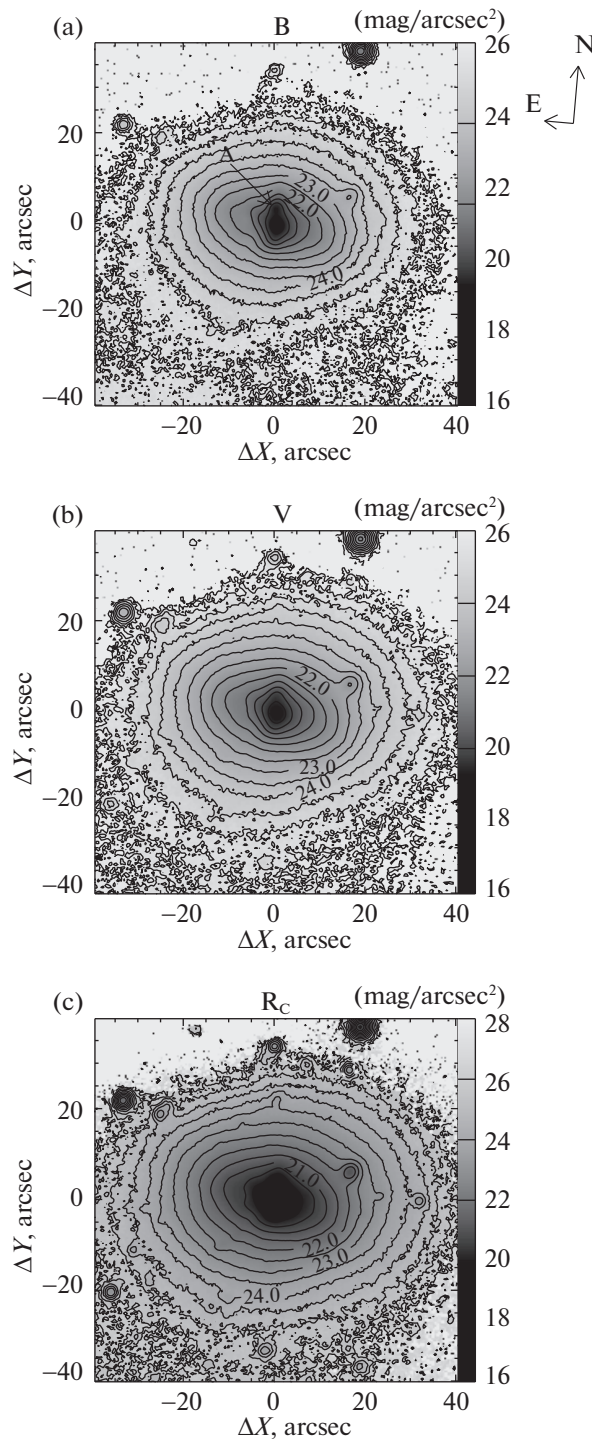 (a) B (mag/arcsec²)
26
N
E
24
20
A
23.0
22.0
22
0
ΔY, arcsec
20
24.0
−20
18
−40
16
−20 0 20 40
ΔX, arcsec
(b) V (mag/arcsec²)
26
24
20
22.0
22
0
ΔY, arcsec
20
23.0
24.0
−20
18
−40
16
−20 0 20 40
ΔX, arcsec
(c) R_C (mag/arcsec²)
28
26
20
24
21.0
0
ΔY, arcsec
22
22.0
23.0
20
24.0
−20
18
−40
16
−20 0 20 40
ΔX, arcsec